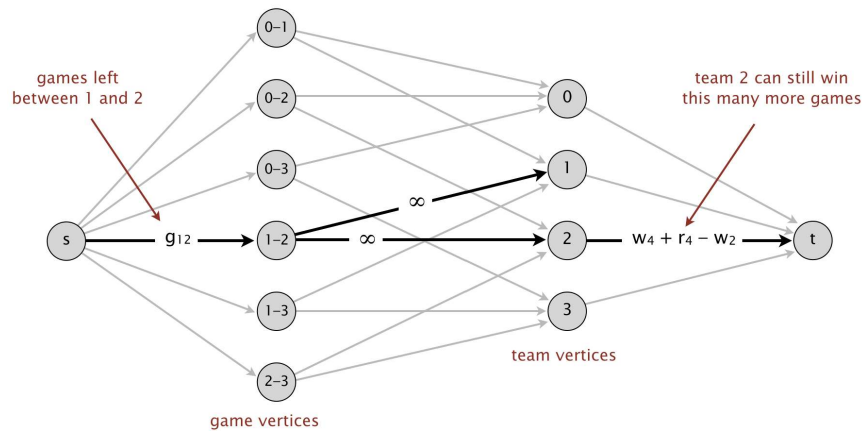 games left
between 1 and 2
team 2 can still win
this many more games
0–1
0–2
0–3
1–2
1–3
2–3
s
g12
∞
∞
0
1
2
3
w4 + r4 − w2
t
team vertices
game vertices